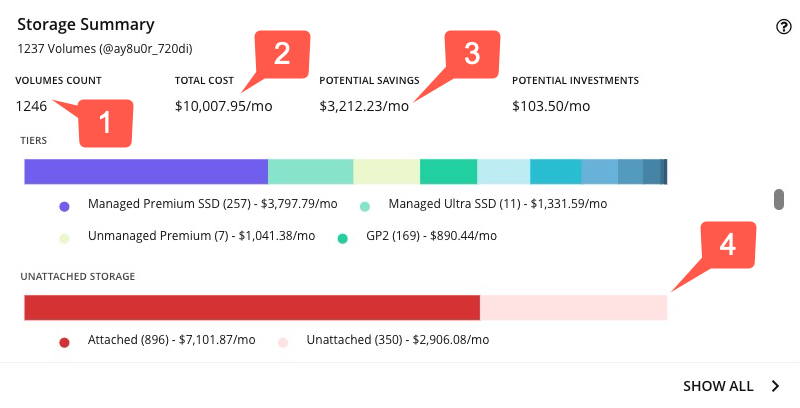 Storage Summary
1237 Volumes (@ay8u0r_720di)
?
2
3
VOLUMES COUNT TOTAL COST POTENTIAL SAVINGS POTENTIAL INVESTMENTS
1246 $10,007.95/mo $3,212.23/mo $103.50/mo
1
TIERS
Managed Premium SSD (257) - $3,797.79/mo Managed Ultra SSD (11) - $1,331.59/mo
Unmanaged Premium (7) - $1,041.38/mo GP2 (169) - $890.44/mo
4
UNATTACHED STORAGE
Attached (896) - $7,101.87/mo Unattached (350) - $2,906.08/mo
SHOW ALL